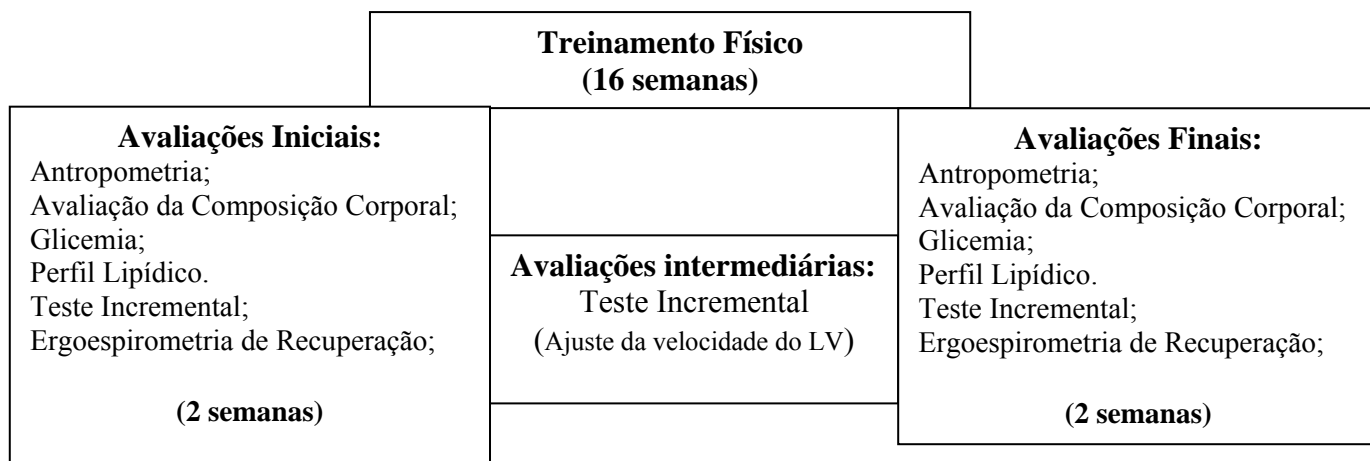 Treinamento Físico
(16 semanas)
Avaliações Iniciais:
Antropometria;
Avaliação da Composição Corporal;
Glicemia;
Perfil Lipídico.
Teste Incremental;
Ergoespirometria de Recuperação;
(2 semanas)
Avaliações intermediárias:
Teste Incremental
(Ajuste da velocidade do LV)
Avaliações Finais:
Antropometria;
Avaliação da Composição Corporal;
Glicemia;
Perfil Lipídico.
Teste Incremental;
Ergoespirometria de Recuperação;
(2 semanas)